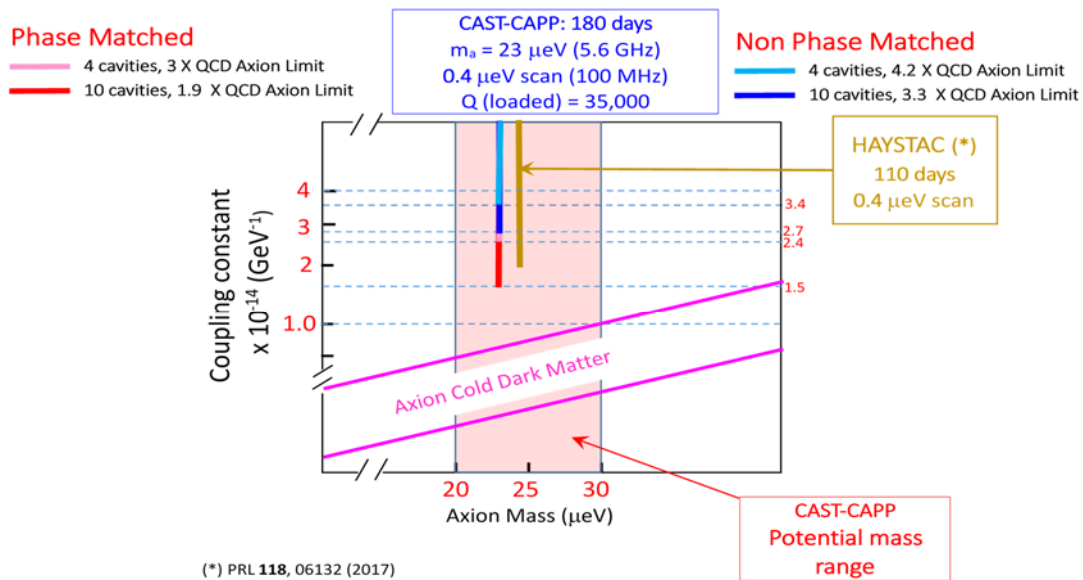 CAST-CAPP: 180 days
mₐ = 23 µeV (5.6 GHz)
0.4 µeV scan (100 MHz)
Q (loaded) = 35,000
Phase Matched
4 cavities, 3 X QCD Axion Limit
10 cavities, 1.9 X QCD Axion Limit
Non Phase Matched
4 cavities, 4.2 X QCD Axion Limit
10 cavities, 3.3 X QCD Axion Limit
HAYSTAC (*)
110 days
0.4 µeV scan
Coupling constant
x 10⁻¹⁴ (GeV⁻¹)
4
3
2
1.0
3.4
2.7
2.4
1.5
Axion Cold Dark Matter
20
25
30
Axion Mass (µeV)
CAST-CAPP
Potential mass
range
(*) PRL 118, 06132 (2017)